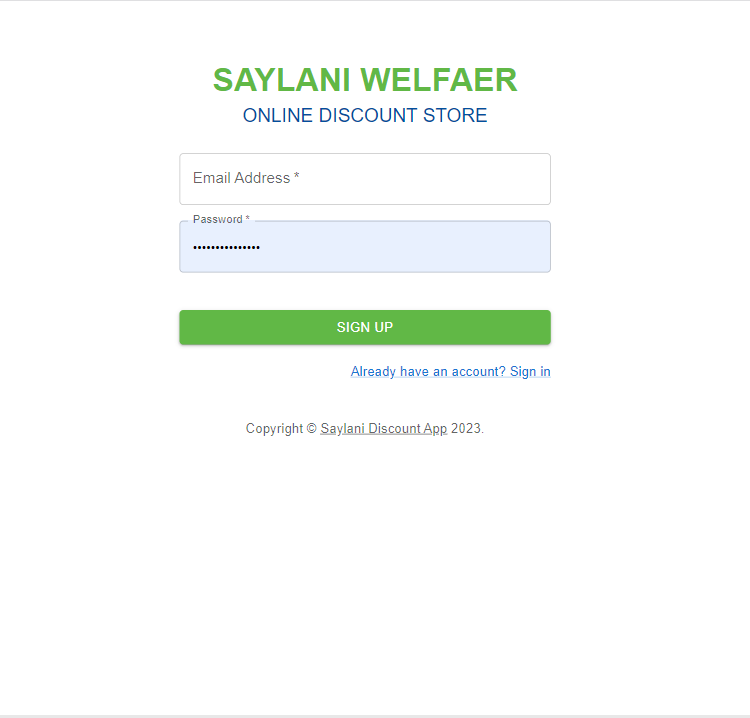 SAYLANI WELFAER
ONLINE DISCOUNT STORE
Email Address *
Password *
•••••••••••••••
SIGN UP
Already have an account? Sign in
Copyright © Saylani Discount App 2023.